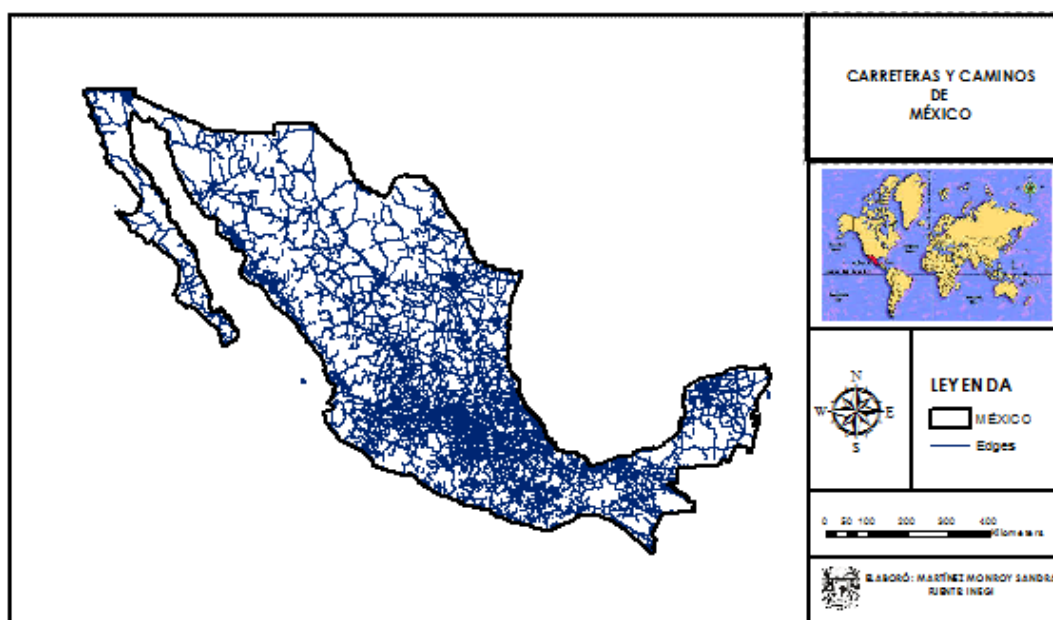 CARRETERAS Y CAMINOS
DE
MÉXICO
N
W
E
S
LEYENDA
MÉXICO
Edges
0 50 100 200 300 400
Kilometers
ELABORÓ: MARTÍNEZ MONROY SANDRA
FUENTE INEGI